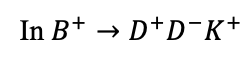 In B⁺ → D⁺D⁻K⁺